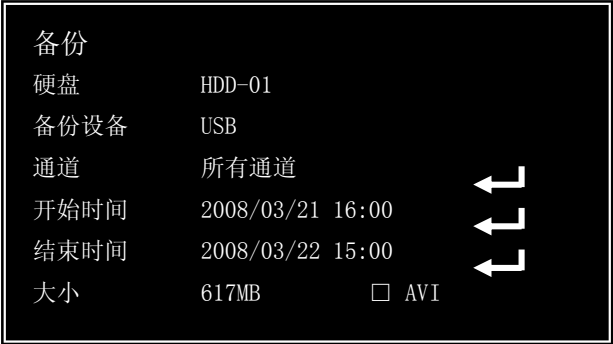 备份
硬盘 HDD-01
备份设备 USB
通道 所有通道
开始时间 2008/03/21 16:00
结束时间 2008/03/22 15:00
大小 617MB □ AVI